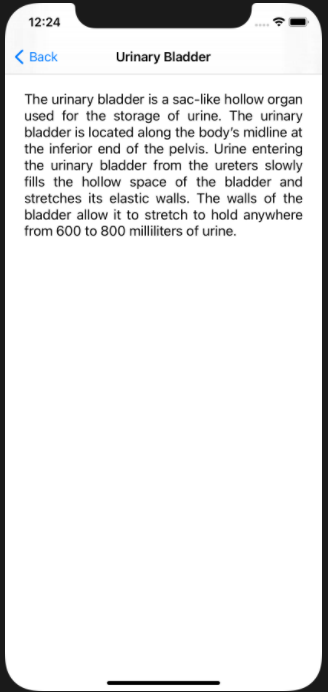 12:24
Back
Urinary Bladder
The urinary bladder is a sac-like hollow organ
used for the storage of urine. The urinary
bladder is located along the body's midline at
the inferior end of the pelvis. Urine entering
the urinary bladder from the ureters slowly
fills the hollow space of the bladder and
stretches its elastic walls. The walls of the
bladder allow it to stretch to hold anywhere
from 600 to 800 milliliters of urine.